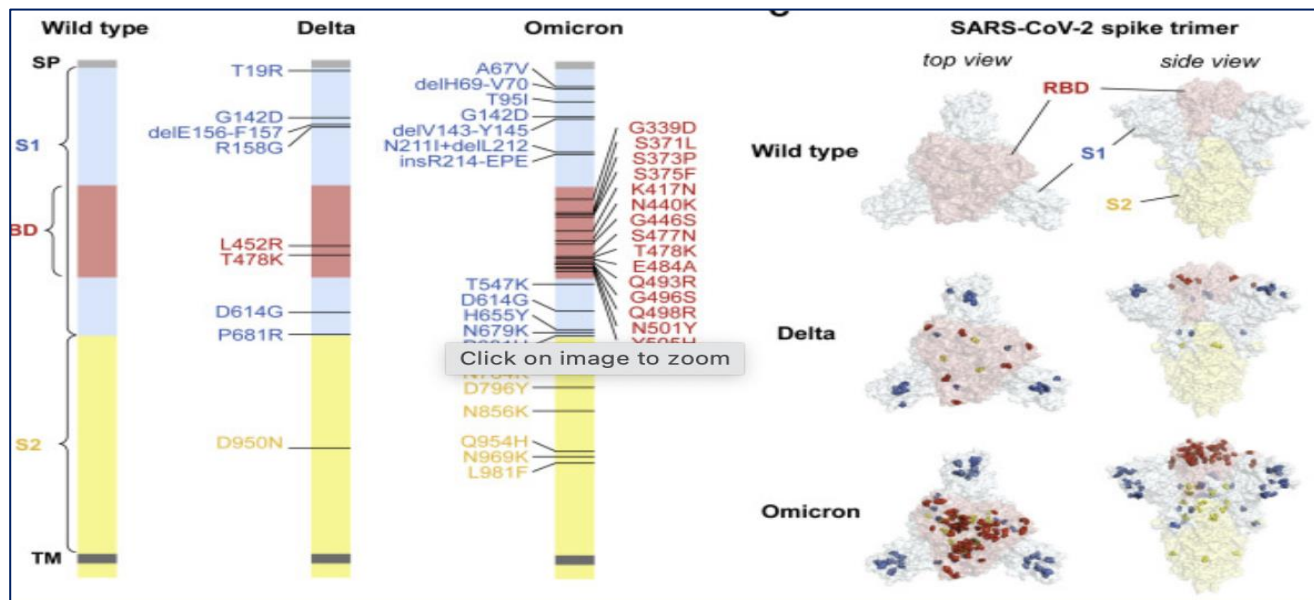 Wild type
Delta
Omicron
SP
S1
BD
S2
TM
T19R
G142D
delE156-F157
R158G
L452R
T478K
D614G
P681R
D950N
A67V
delH69-V70
T95I
G142D
delV143-Y145
N211I+delL212
insR214-EPE
T547K
D614G
H655Y
N679K
D796Y
N856K
Q954H
N969K
L981F
G339D
S371L
S373P
S375F
K417N
N440K
G446S
S477N
T478K
E484A
Q493R
G496S
Q498R
N501Y
Click on image to zoom
SARS-CoV-2 spike trimer
top view
side view
RBD
Wild type
S1
S2
Delta
Omicron